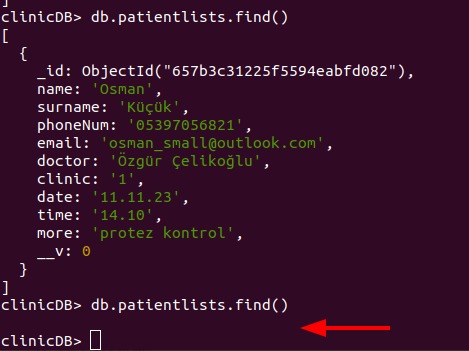 clinicDB> db.patientlists.find()
[
  {
    _id: ObjectId("657b3c31225f5594eabfd082"),
    name: 'Osman',
    surname: 'Küçük',
    phoneNum: '05397056821',
    email: 'osman_small@outlook.com',
    doctor: 'Özgür Çelikoğlu',
    clinic: '1',
    date: '11.11.23',
    time: '14.10',
    more: 'protez kontrol',
    __v: 0
  }
]
clinicDB> db.patientlists.find()
clinicDB>